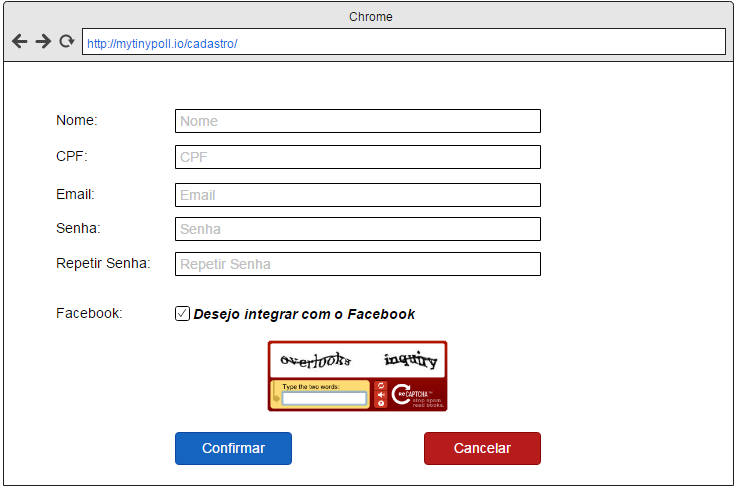 Chrome
http://mytinypoll.io/cadastro/
Nome: Nome
CPF: CPF
Email: Email
Senha: Senha
Repetir Senha: Repetir Senha
Facebook: Desejo integrar com o Facebook
overlooks inquiry
Type the two words:
reCAPTCHA™
stop spam.
read books.
Confirmar Cancelar